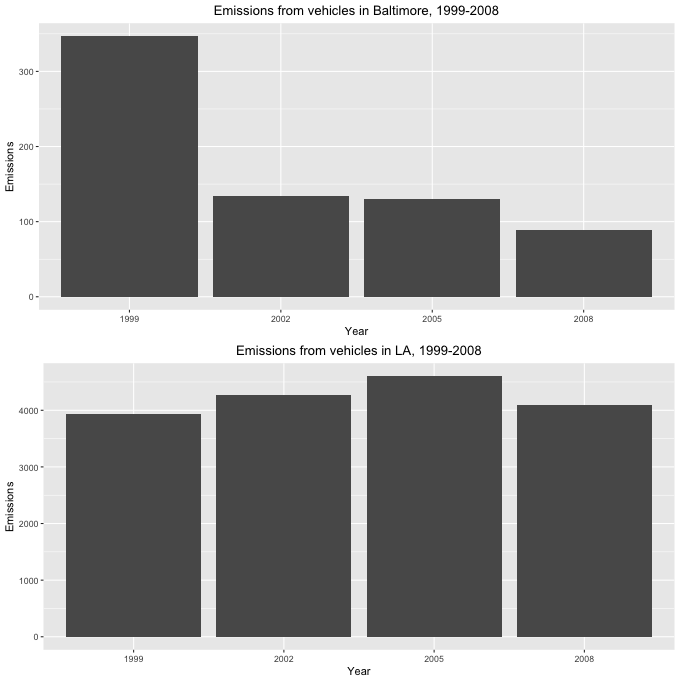 Emissions from vehicles in Baltimore, 1999-2008
300
200
100
0
Emissions
1999 2002 2005 2008
Year
Emissions from vehicles in LA, 1999-2008
4000
3000
2000
1000
0
Emissions
1999 2002 2005 2008
Year